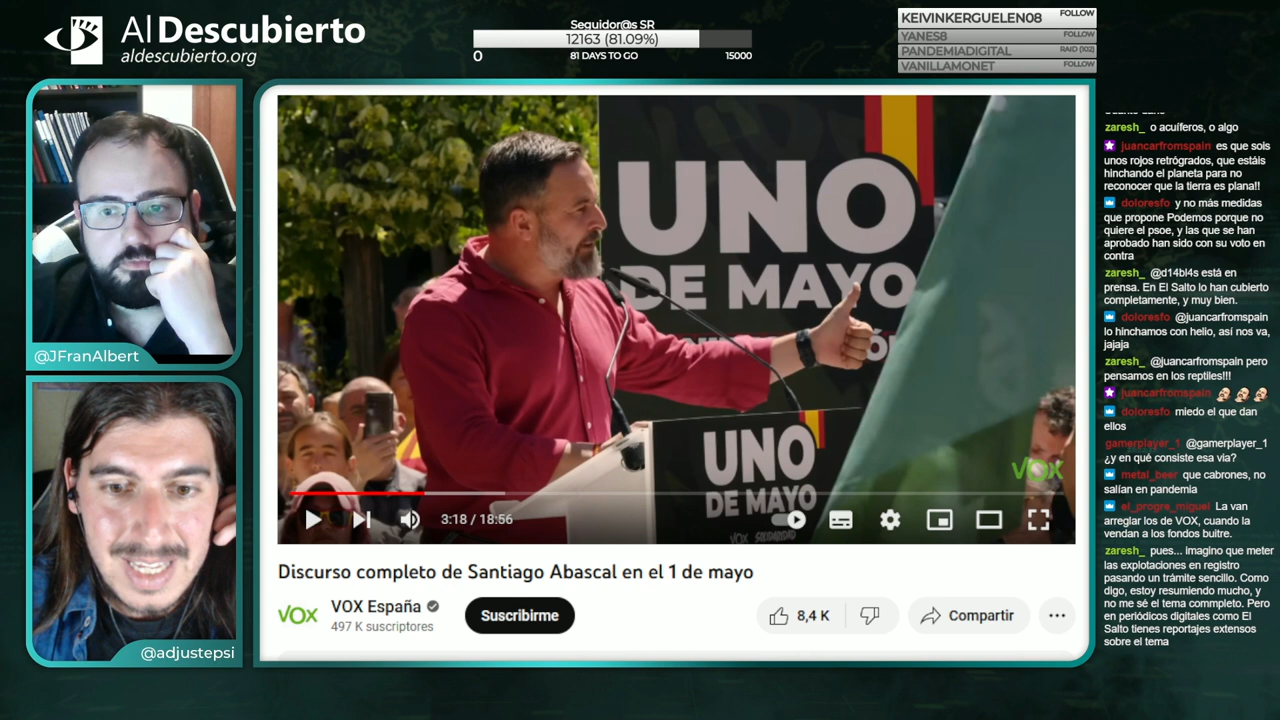 Al Descubierto
aldescubierto.org
Seguidor@s SR
12163 (81.09%)
0
81 DAYS TO GO
15000
KEIVINKERGUELEN08 FOLLOW
YANES8 FOLLOW
PANDEMIADIGITAL RAID (102)
VANILLAMONET FOLLOW
@JFranAlbert
@adjustepsi
UNO
DE MAYO
UNO
DE MAYO
VOX SOLIDARIDAD
VOX
3:18 / 18:56
Discurso completo de Santiago Abascal en el 1 de mayo
VOX
VOX España
497 K suscriptores
Suscribirme
8,4 K
Compartir
zaresh_ o acuíferos, o algo
juancarfromspain es que sois
unos rojos retrógrados, que estáis
hinchando el planeta para no
reconocer que la tierra es plana!!
doloresfo y no más medidas
que propone Podemos porque no
quiere el psoe, y las que se han
aprobado han sido con su voto en
contra
zaresh_ @d14bl4s está en
prensa. En El Salto lo han cubierto
completamente, y muy bien.
doloresfo @juancarfromspain
lo hinchamos con helio, así nos va,
jajaja
zaresh_ @juancarfromspain pero
pensamos en los reptiles!!!
juancarfromspain
doloresfo miedo el que dan
ellos
gamerplayer_1 @gamerplayer_1
¿y en qué consiste esa via?
metal_beer que cabrones, no
salían en pandemia
el_progre_miguel La van
arreglar los de VOX, cuando la
vendan a los fondos buitre.
zaresh_ pues... imagino que meter
las explotaciones en registro
pasando un trámite sencillo. Como
digo, estoy resumiendo mucho, y
no me sé el tema commpleto. Pero
en periódicos digitales como El
Salto tienes reportajes extensos
sobre el tema